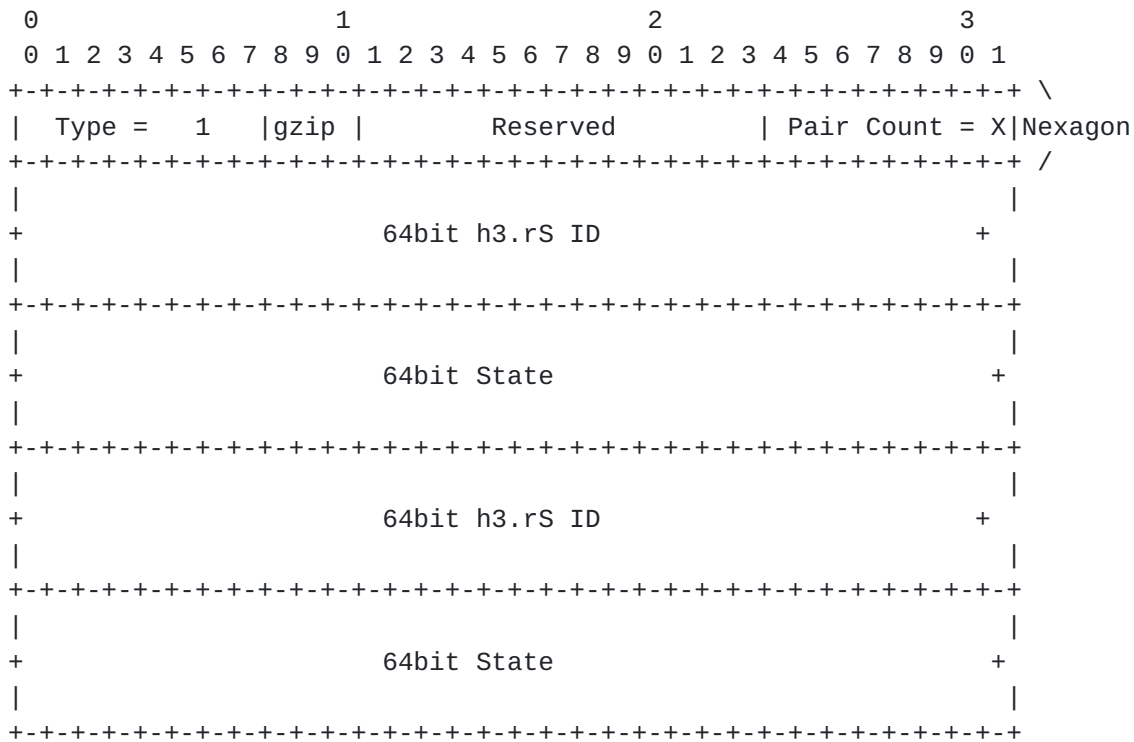 0                   1                   2                   3
 0 1 2 3 4 5 6 7 8 9 0 1 2 3 4 5 6 7 8 9 0 1 2 3 4 5 6 7 8 9 0 1
+-+-+-+-+-+-+-+-+-+-+-+-+-+-+-+-+-+-+-+-+-+-+-+-+-+-+-+-+-+-+-+-+ \
|  Type =   1   |gzip |        Reserved         | Pair Count = X|Nexagon
+-+-+-+-+-+-+-+-+-+-+-+-+-+-+-+-+-+-+-+-+-+-+-+-+-+-+-+-+-+-+-+-+ /
|                                                               |
+                       64bit h3.rS ID                        +
|                                                               |
+-+-+-+-+-+-+-+-+-+-+-+-+-+-+-+-+-+-+-+-+-+-+-+-+-+-+-+-+-+-+-+-+
|                                                               |
+                       64bit State                            +
|                                                               |
+-+-+-+-+-+-+-+-+-+-+-+-+-+-+-+-+-+-+-+-+-+-+-+-+-+-+-+-+-+-+-+-+
|                                                               |
+                       64bit h3.rS ID                        +
|                                                               |
+-+-+-+-+-+-+-+-+-+-+-+-+-+-+-+-+-+-+-+-+-+-+-+-+-+-+-+-+-+-+-+-+
|                                                               |
+                       64bit State                            +
|                                                               |
+-+-+-+-+-+-+-+-+-+-+-+-+-+-+-+-+-+-+-+-+-+-+-+-+-+-+-+-+-+-+-+-+